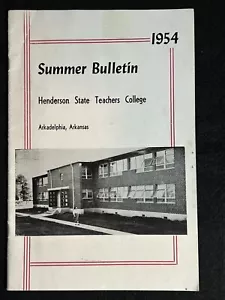 1954
Summer Bulletin
Henderson State Teachers College
Arkadelphia, Arkansas